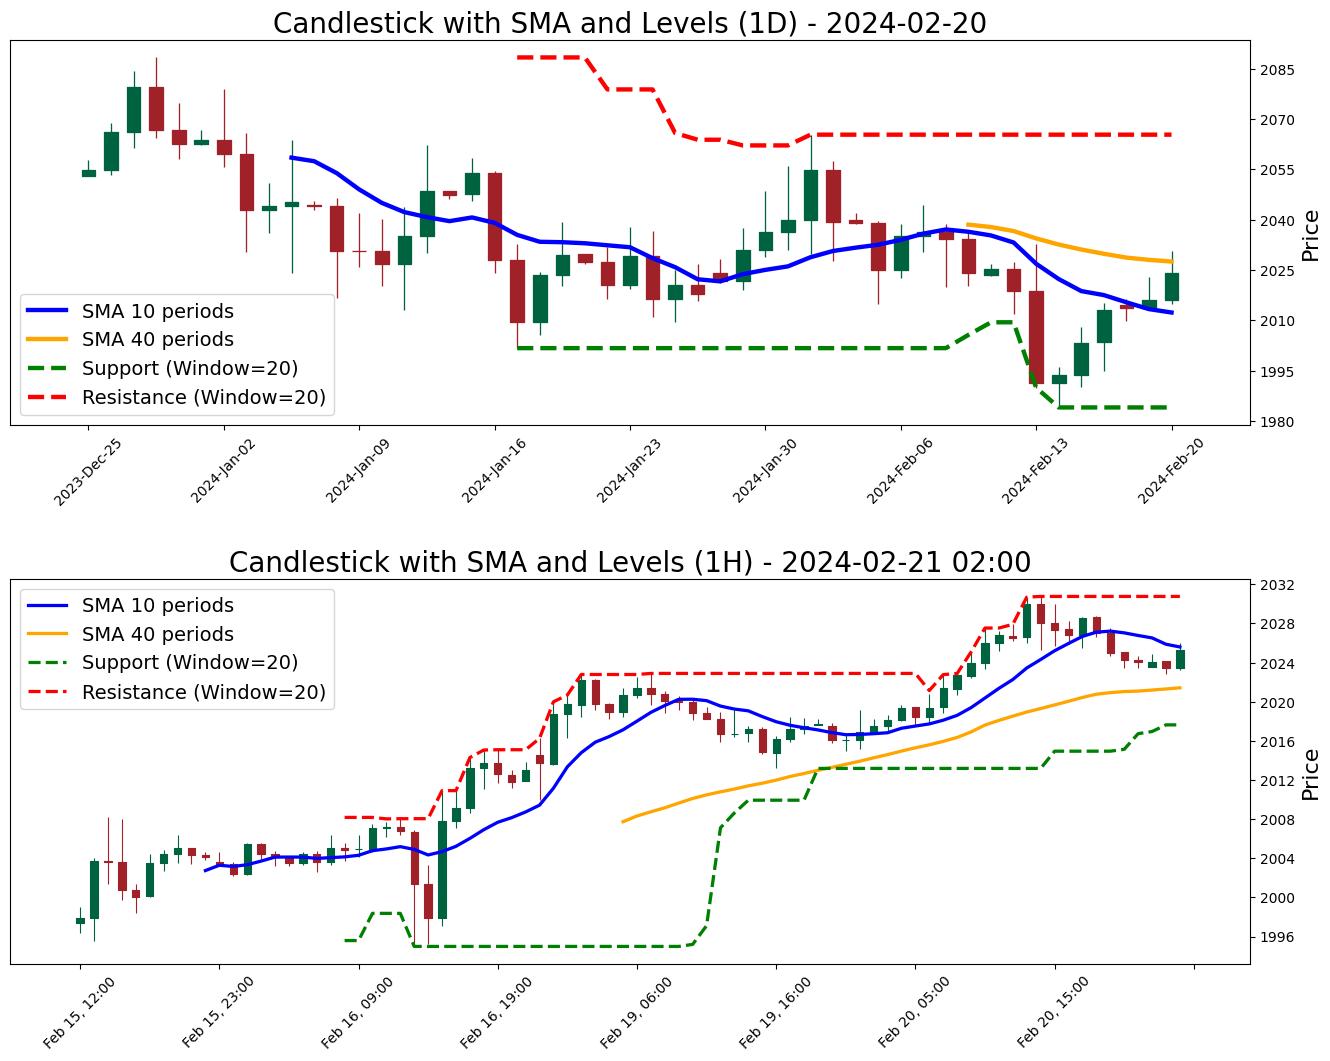 Candlestick with SMA and Levels (1D) - 2024-02-20
2085
2070
2055
2040
2025
2010
1995
1980
Price
SMA 10 periods
SMA 40 periods
Support (Window=20)
Resistance (Window=20)
2023-Dec-25
2024-Jan-02
2024-Jan-09
2024-Jan-16
2024-Jan-23
2024-Jan-30
2024-Feb-06
2024-Feb-13
2024-Feb-20
Candlestick with SMA and Levels (1H) - 2024-02-21 02:00
SMA 10 periods
SMA 40 periods
Support (Window=20)
Resistance (Window=20)
2032
2028
2024
2020
2016
2012
2008
2004
2000
1996
Price
Feb 15, 12:00
Feb 15, 23:00
Feb 16, 09:00
Feb 16, 19:00
Feb 19, 06:00
Feb 19, 16:00
Feb 20, 05:00
Feb 20, 15:00